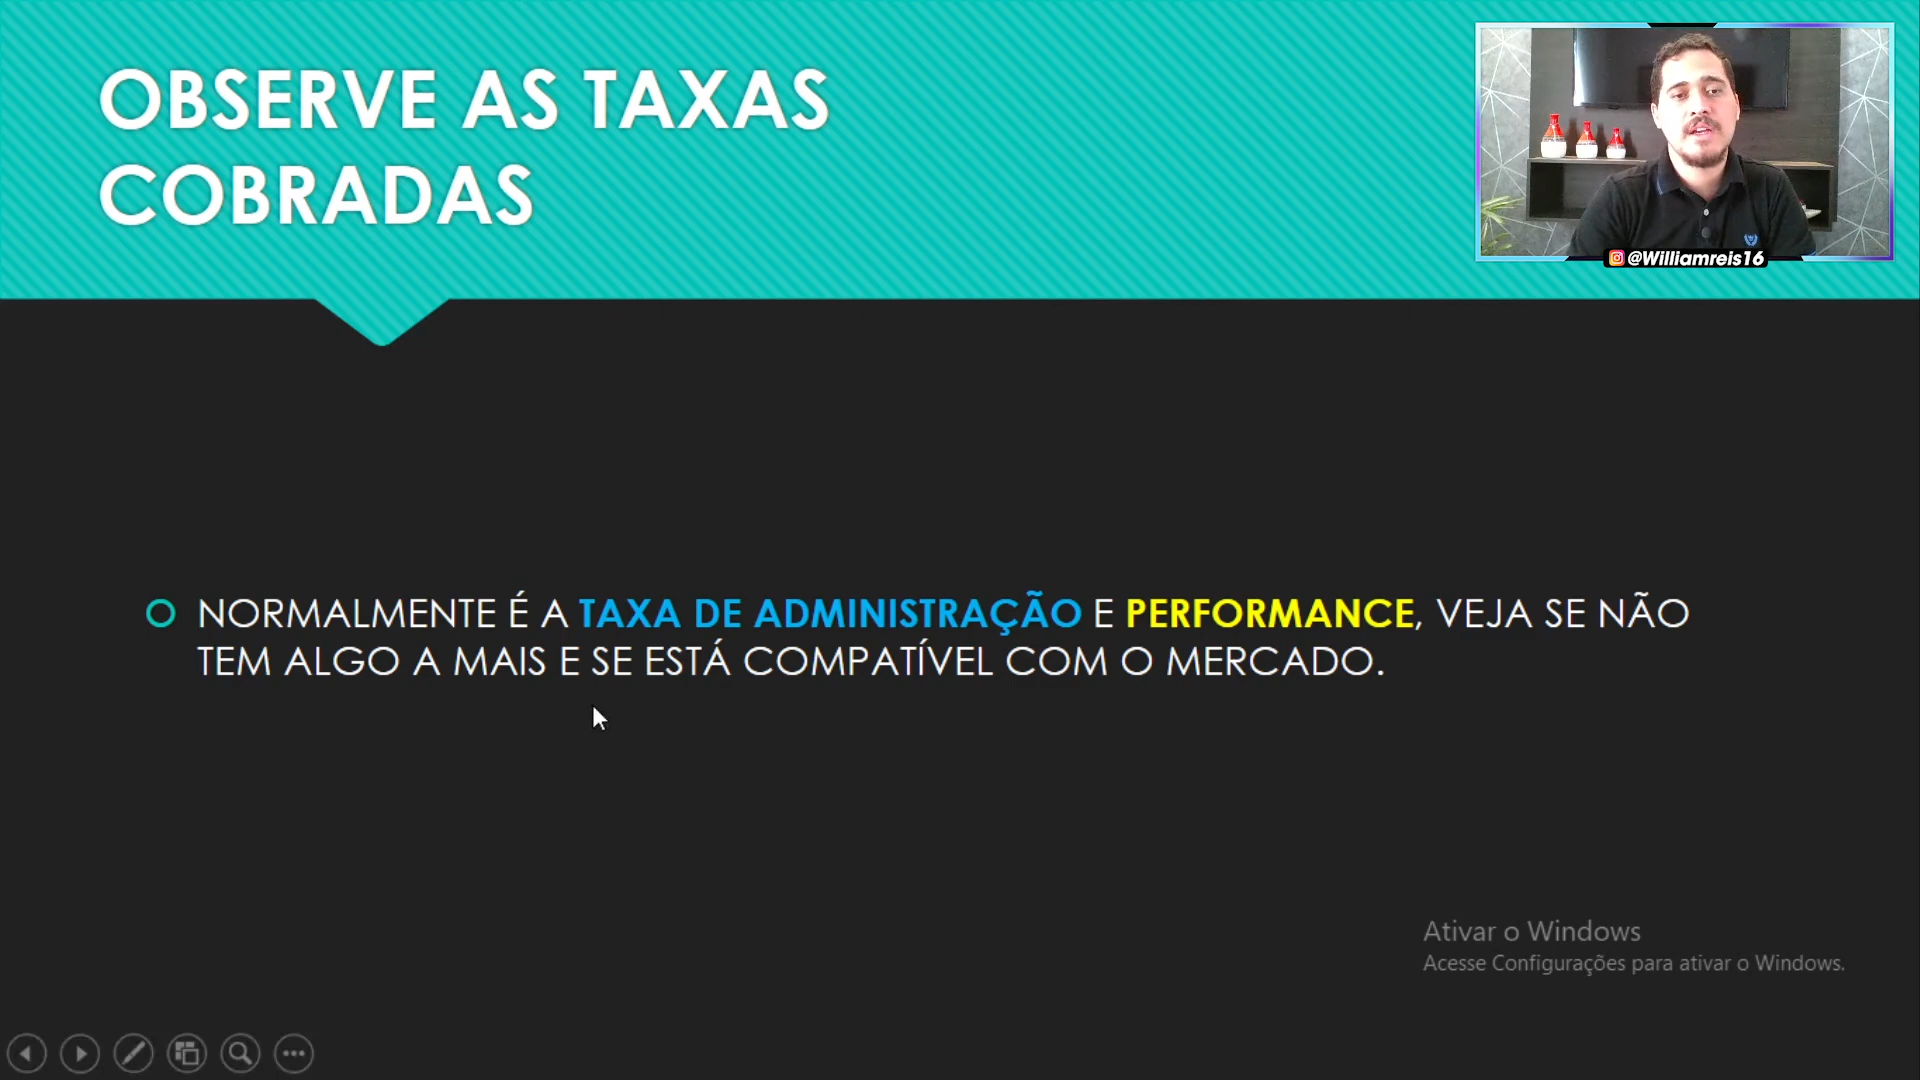 OBSERVE AS TAXAS
COBRADAS
@Williamreis16
NORMALMENTE É A TAXA DE ADMINISTRAÇÃO E PERFORMANCE, VEJA SE NÃO
TEM ALGO A MAIS E SE ESTÁ COMPATÍVEL COM O MERCADO.
Ativar o Windows
Acesse Configurações para ativar o Windows.